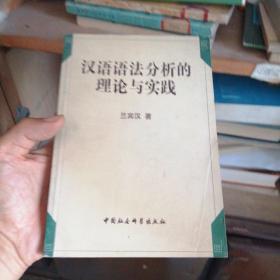 汉语语法分析的
理论与实践
兰宾汉 著
中国社会科学出版社